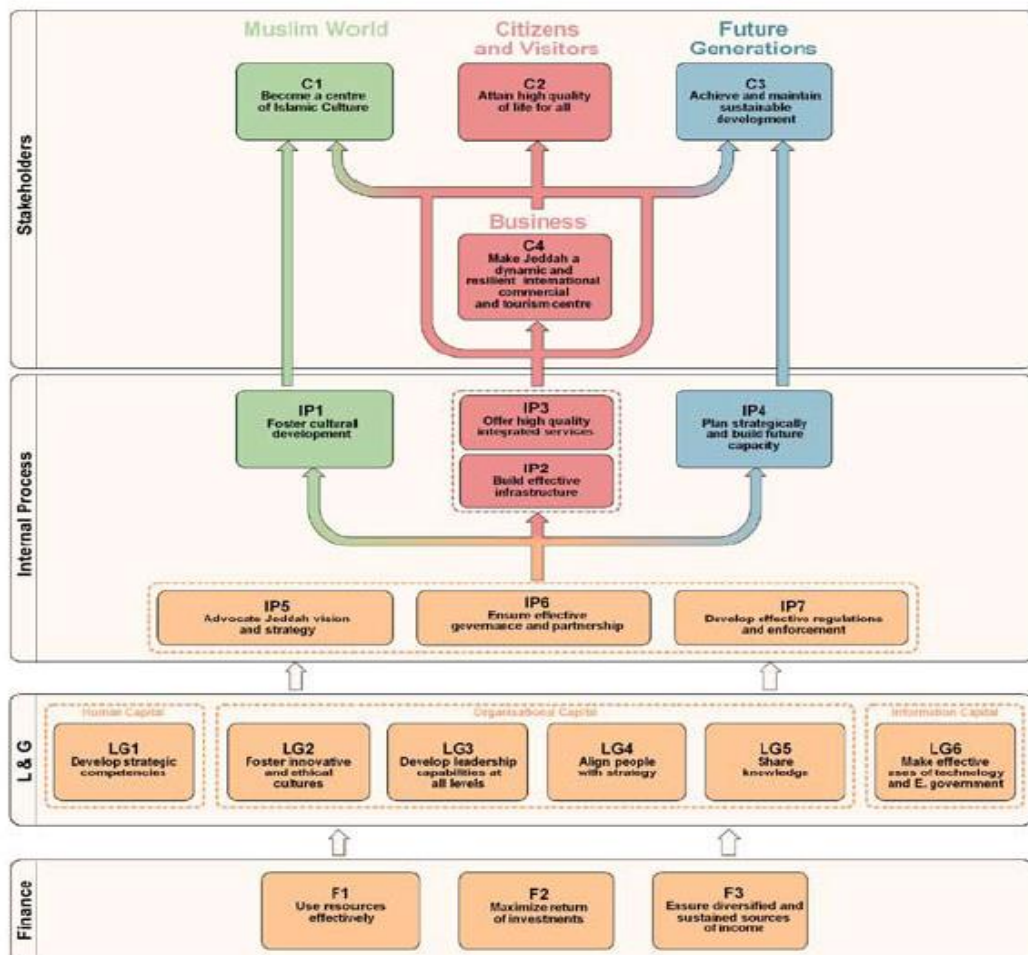 Muslim World
Citizens
and Visitors
Future
Generations
C1
Become a centre
of Islamic Culture
C2
Attain high quality
of life for all
C3
Achieve and maintain
sustainable
development
Stakeholders
Business
C4
Make Jeddah a
dynamic and
resilient international
commercial
and tourism centre
Internal Process
IP1
Foster cultural
development
IP3
Offer high quality
integrated services
IP2
Build effective
infrastructure
IP4
Plan strategically
and build future
capacity
IP5
Advocate Jeddah vision
and strategy
IP6
Ensure effective
governance and partnership
IP7
Develop effective regulations
and enforcement
L & G
Human Capital
LG1
Develop strategic
competencies
Organisational Capital
LG2
Foster innovative
and ethical
cultures
LG3
Develop leadership
capabilities at
all levels
LG4
Align people
with strategy
LG5
Share
knowledge
Information Capital
LG6
Make effective
uses of technology
and E. government
Finance
F1
Use resources
effectively
F2
Maximize return
of investments
F3
Ensure diversified and
sustained sources
of income